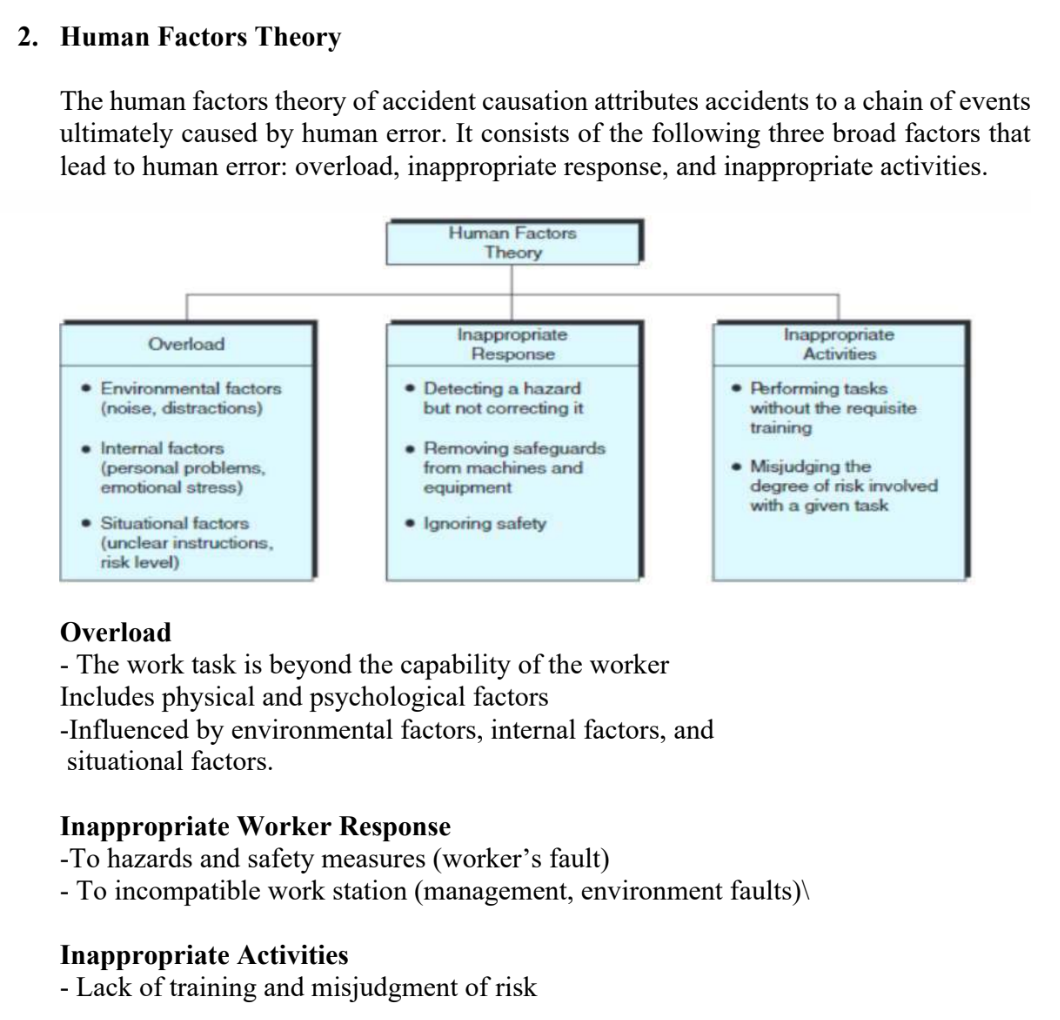 2. Human Factors Theory
The human factors theory of accident causation attributes accidents to a chain of events
ultimately caused by human error. It consists of the following three broad factors that
lead to human error: overload, inappropriate response, and inappropriate activities.
Human Factors
Theory
Overload
• Environmental factors
(noise, distractions)
• Internal factors
(personal problems,
emotional stress)
• Situational factors
(unclear instructions,
risk level)
Inappropriate
Response
• Detecting a hazard
but not correcting it
• Removing safeguards
from machines and
equipment
• Ignoring safety
Inappropriate
Activities
• Performing tasks
without the requisite
training
• Misjudging the
degree of risk involved
with a given task
Overload
- The work task is beyond the capability of the worker
Includes physical and psychological factors
-Influenced by environmental factors, internal factors, and
situational factors.
Inappropriate Worker Response
-To hazards and safety measures (worker’s fault)
- To incompatible work station (management, environment faults)\
Inappropriate Activities
- Lack of training and misjudgment of risk